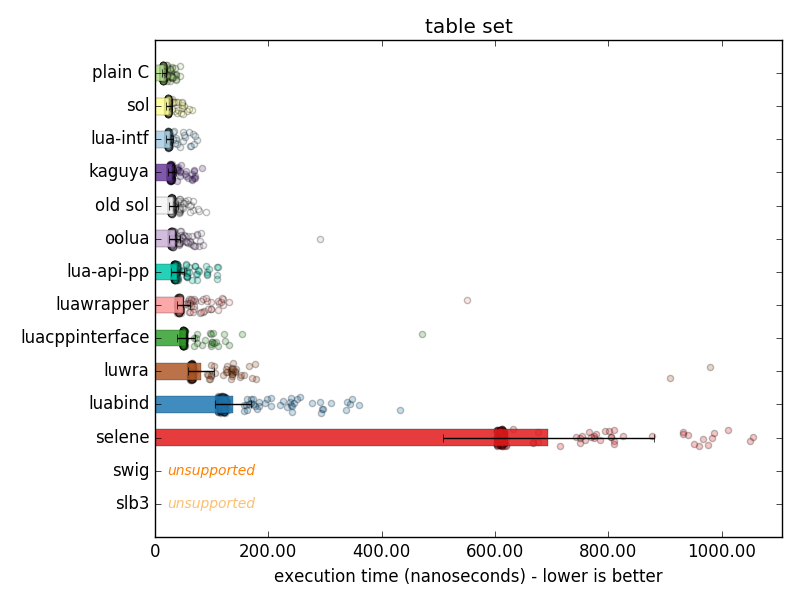 table set
plain C
sol
lua-intf
kaguya
old sol
oolua
lua-api-pp
luawrapper
luacppinterface
luwra
luabind
selene
swig unsupported
slb3 unsupported
0 200.00 400.00 600.00 800.00 1000.00
execution time (nanoseconds) - lower is better